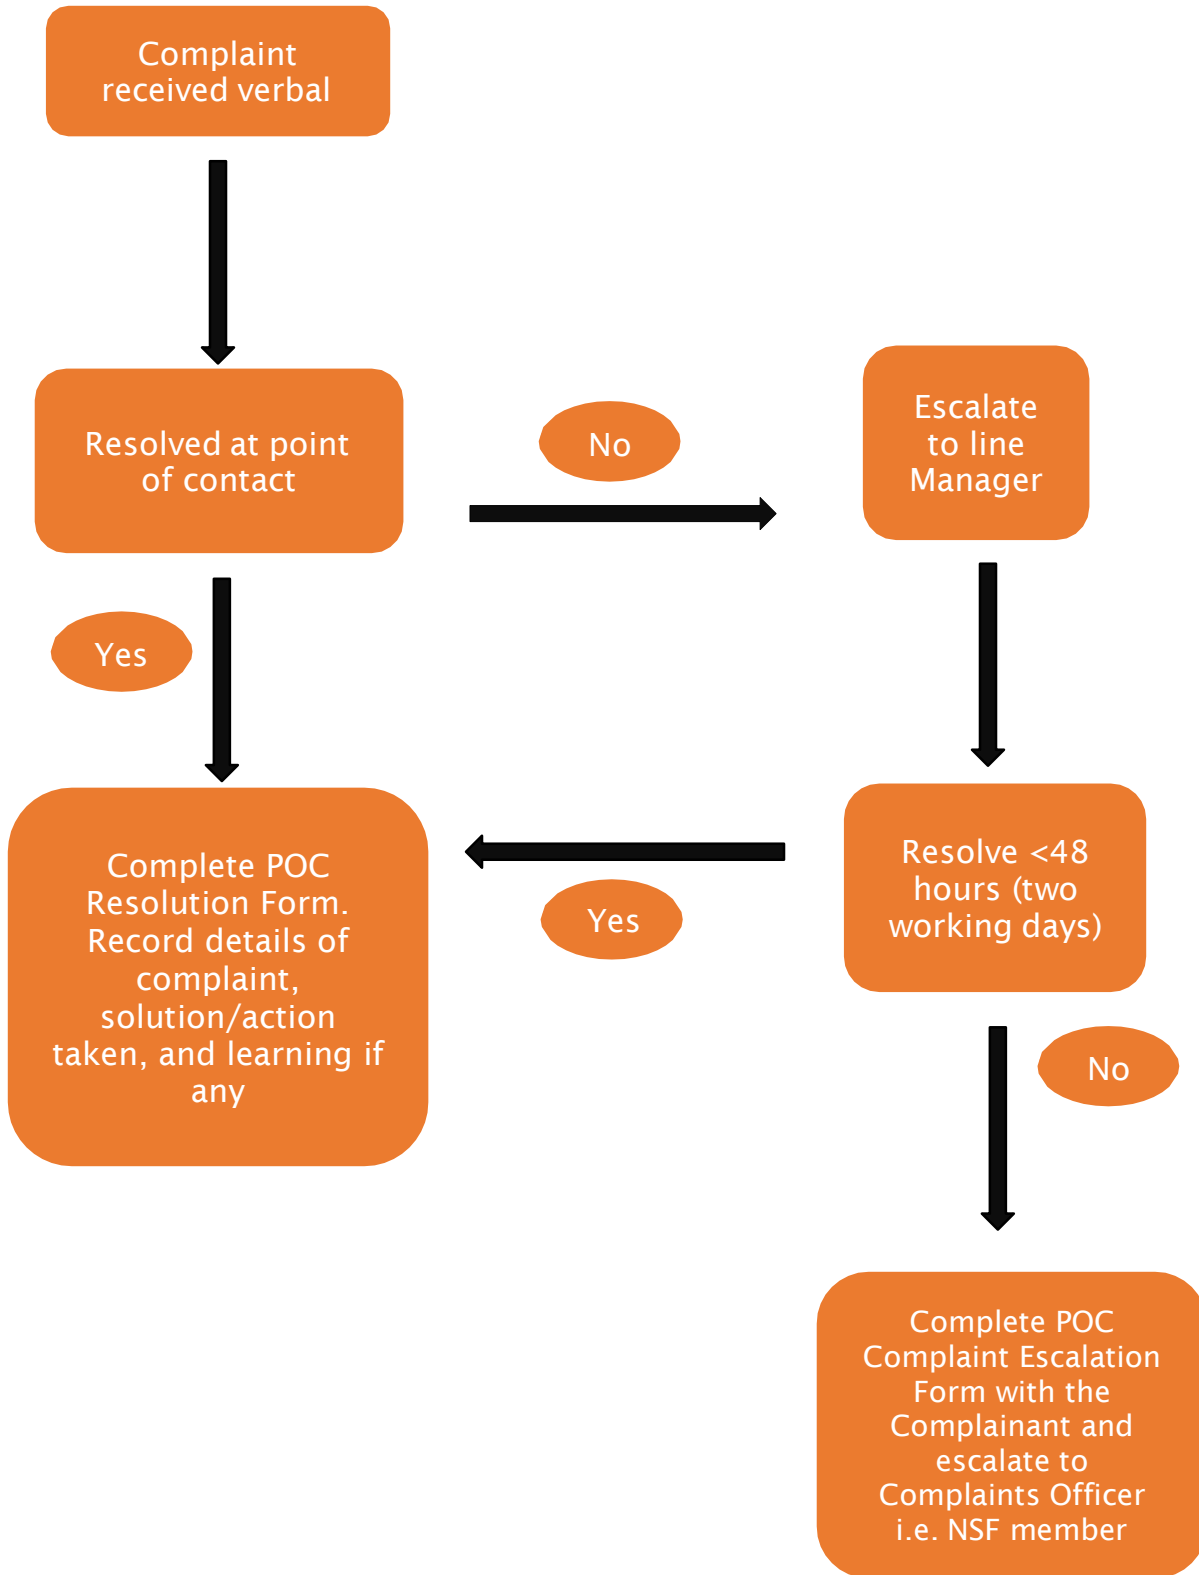 Complaint
received verbal
Resolved at point
of contact
No
Escalate
to line
Manager
Yes
Complete POC
Resolution Form.
Record details of
complaint,
solution/action
taken, and learning if
any
Yes
Resolve <48
hours (two
working days)
No
Complete POC
Complaint Escalation
Form with the
Complainant and
escalate to
Complaints Officer
i.e. NSF member